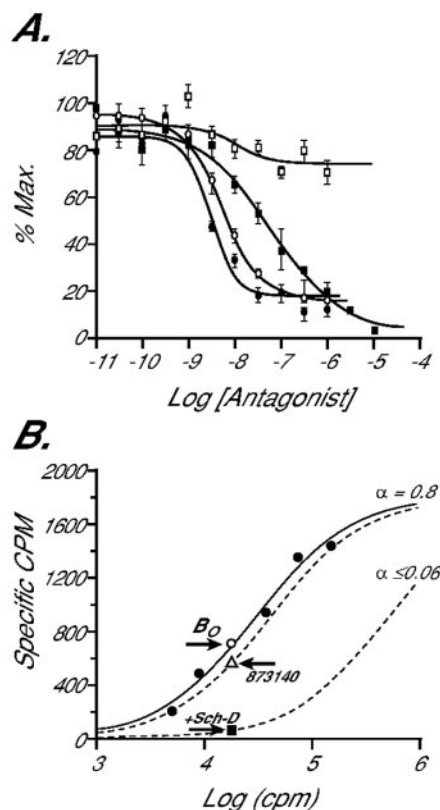 A.
120
100
80
60
40
20
0
% Max.
-11 -10 -9 -8 -7 -6 -5 -4
Log [Antagonist]
B.
2000
1600
1200
800
400
0
Specific CPM
α = 0.8
α ≤0.06
Bo
873140
+Sch-D
3 4 5 6
Log (cpm)